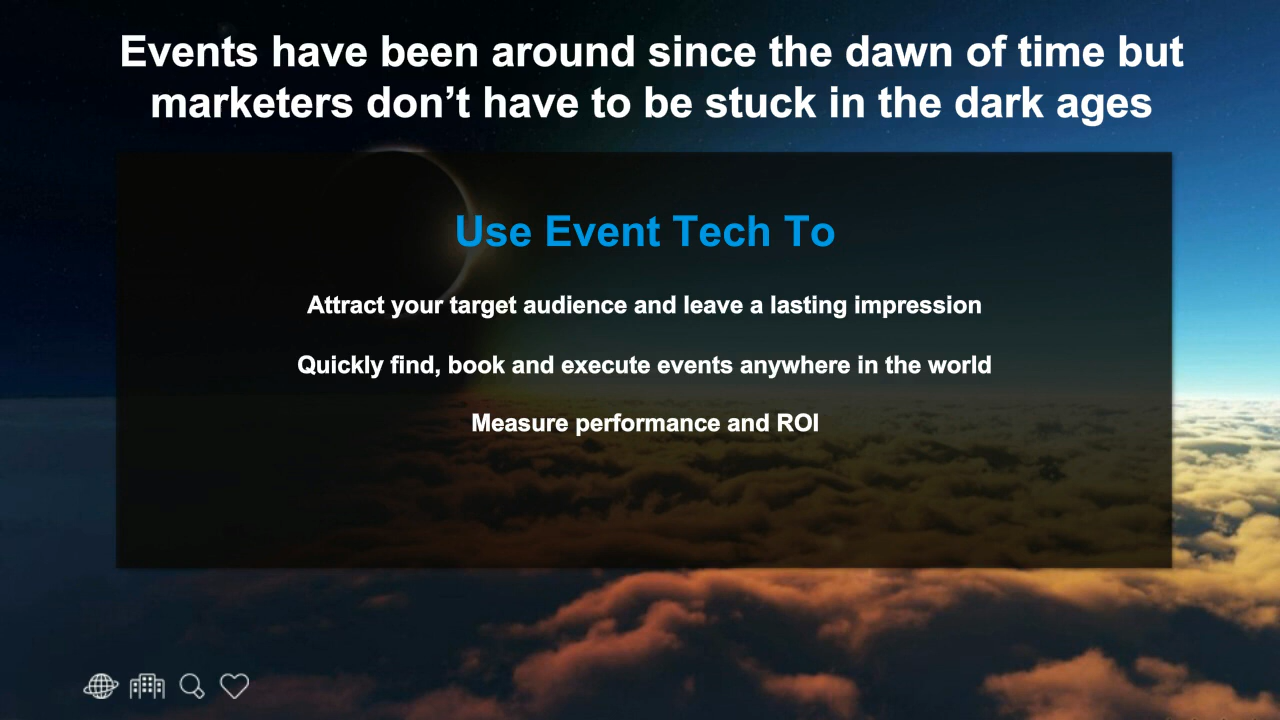 Events have been around since the dawn of time but
marketers don’t have to be stuck in the dark ages
Use Event Tech To
Attract your target audience and leave a lasting impression
Quickly find, book and execute events anywhere in the world
Measure performance and ROI